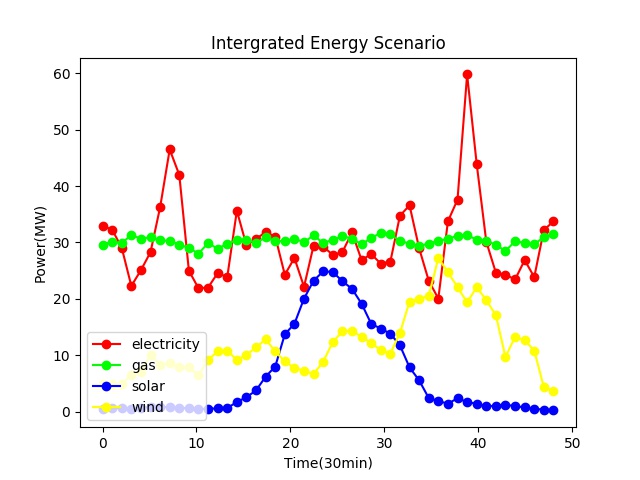 Intergrated Energy Scenario
Power(MW)
60
50
40
30
20
10
0
electricity
gas
solar
wind
0 10 20 30 40 50
Time(30min)